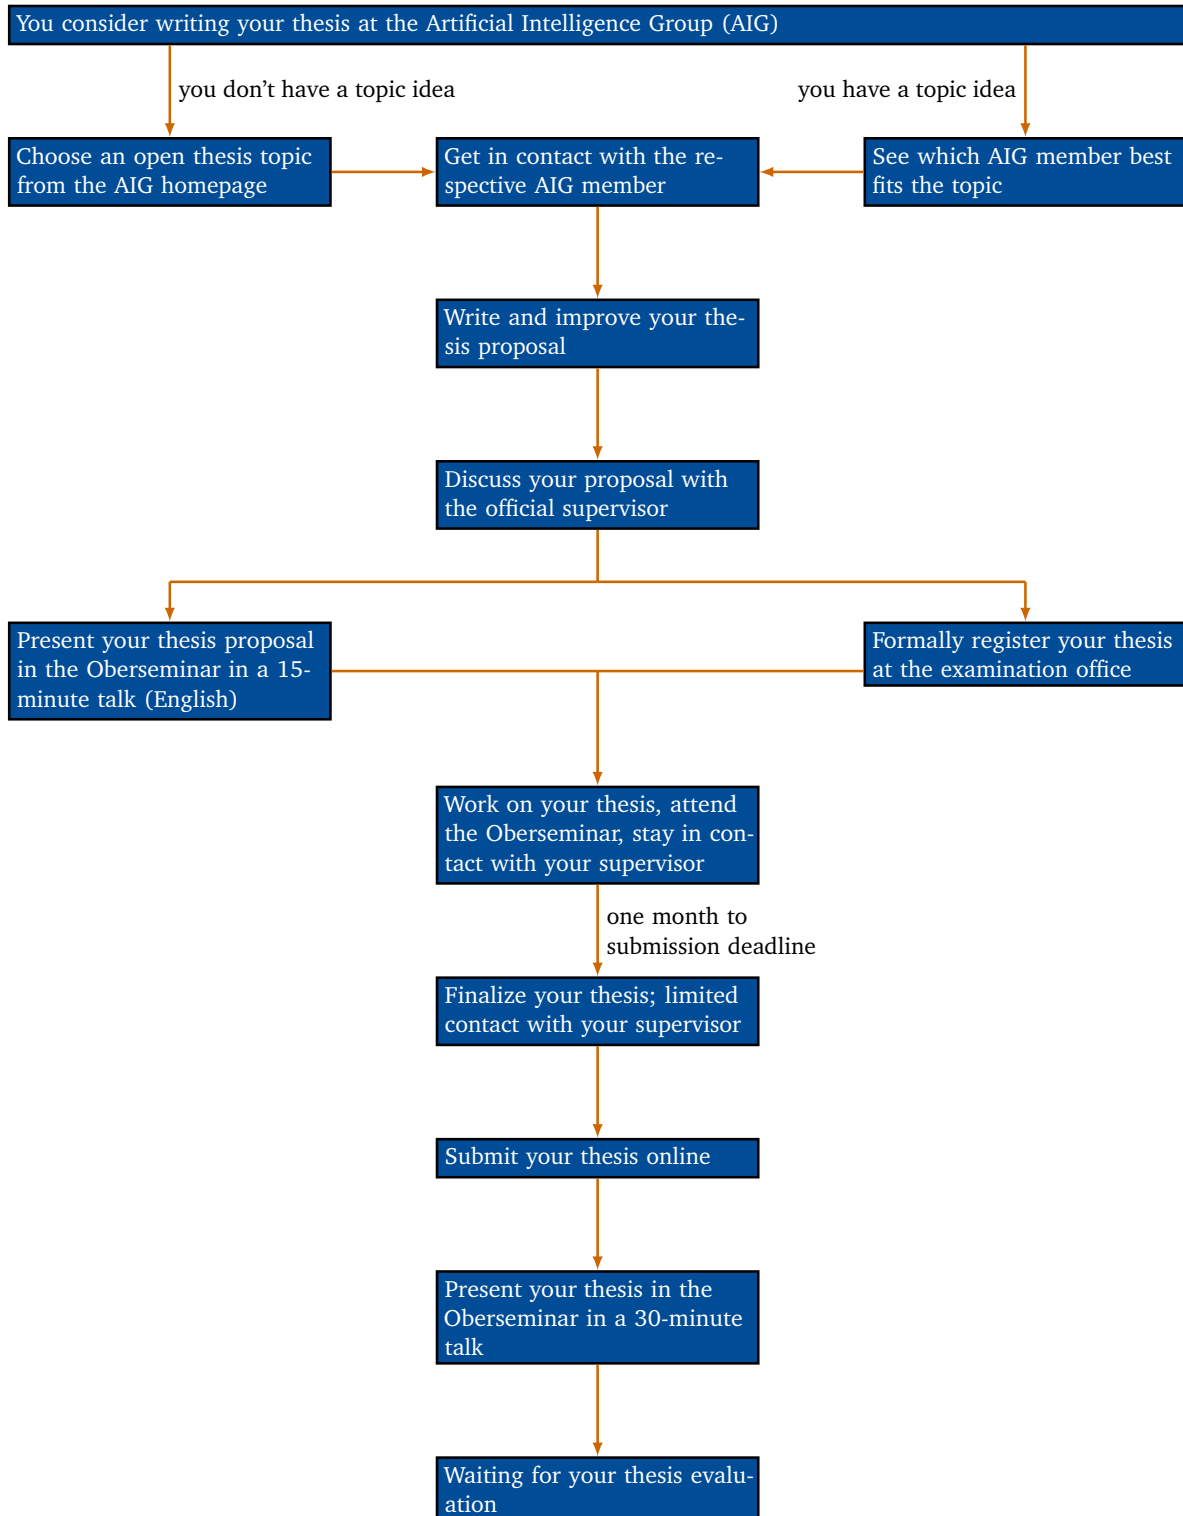 You consider writing your thesis at the Artificial Intelligence Group (AIG)
you don't have a topic idea
you have a topic idea
Choose an open thesis topic
from the AIG homepage
Get in contact with the re-
spective AIG member
See which AIG member best
fits the topic
Write and improve your the-
sis proposal
Discuss your proposal with
the official supervisor
Present your thesis proposal
in the Oberseminar in a 15-
minute talk (English)
Formally register your thesis
at the examination office
Work on your thesis, attend
the Oberseminar, stay in con-
tact with your supervisor
one month to
submission deadline
Finalize your thesis; limited
contact with your supervisor
Submit your thesis online
Present your thesis in the
Oberseminar in a 30-minute
talk
Waiting for your thesis evalu-
ation